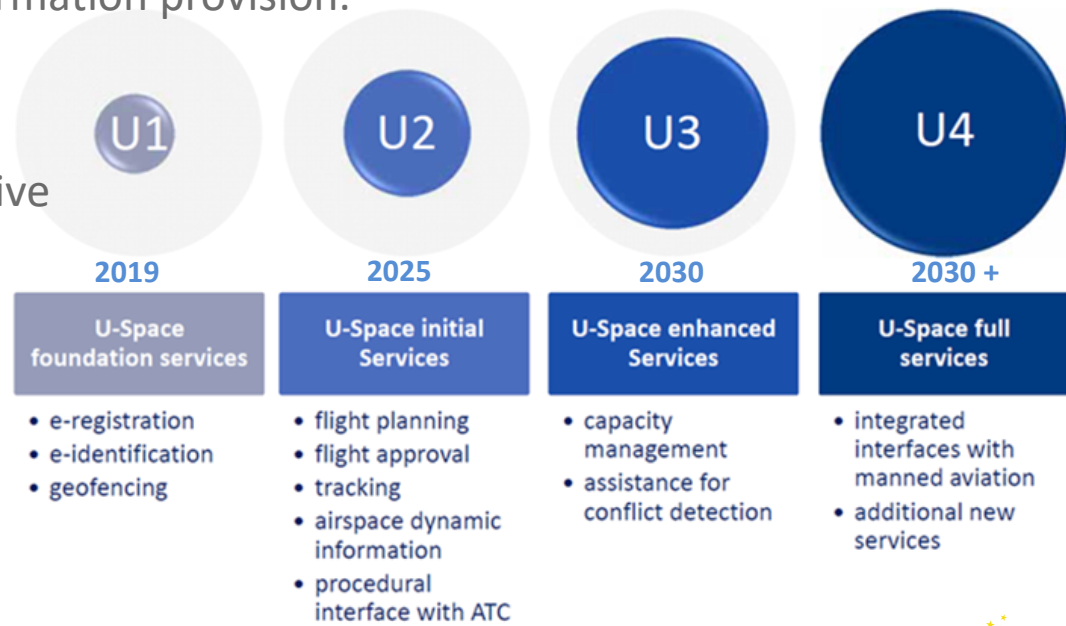 rmation provision.
ive
U1
2019
U-Space
foundation services
• e-registration
• e-identification
• geofencing
U2
2025
U-Space initial
Services
• flight planning
• flight approval
• tracking
• airspace dynamic
information
• procedural
interface with ATC
U3
2030
U-Space enhanced
Services
• capacity
management
• assistance for
conflict detection
U4
2030 +
U-Space full
services
• integrated
interfaces with
manned aviation
• additional new
services